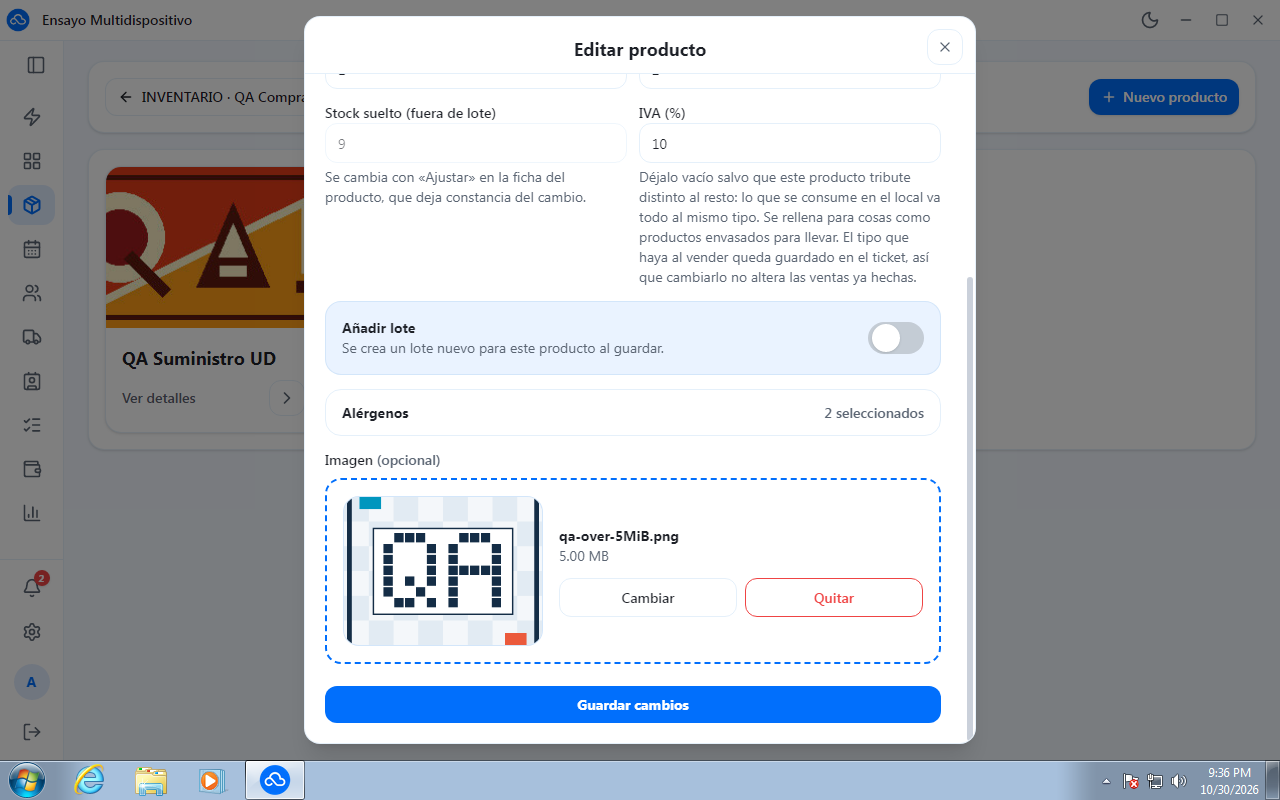 Ensayo Multidispositivo
Editar producto
INVENTARIO · QA Compra
Nuevo producto
Stock suelto (fuera de lote)
IVA (%)
9
10
Se cambia con «Ajustar» en la ficha del
producto, que deja constancia del cambio.
Déjalo vacío salvo que este producto tribute
distinto al resto: lo que se consume en el local va
todo al mismo tipo. Se rellena para cosas como
productos envasados para llevar. El tipo que
haya al vender queda guardado en el ticket, así
que cambiarlo no altera las ventas ya hechas.
QA
QA Suministro UD
Ver detalles
Añadir lote
Se crea un lote nuevo para este producto al guardar.
Alérgenos
2 seleccionados
Imagen (opcional)
QA
qa-over-5MiB.png
5.00 MB
Cambiar
Quitar
Guardar cambios
2
A
9:36 PM
10/30/2026